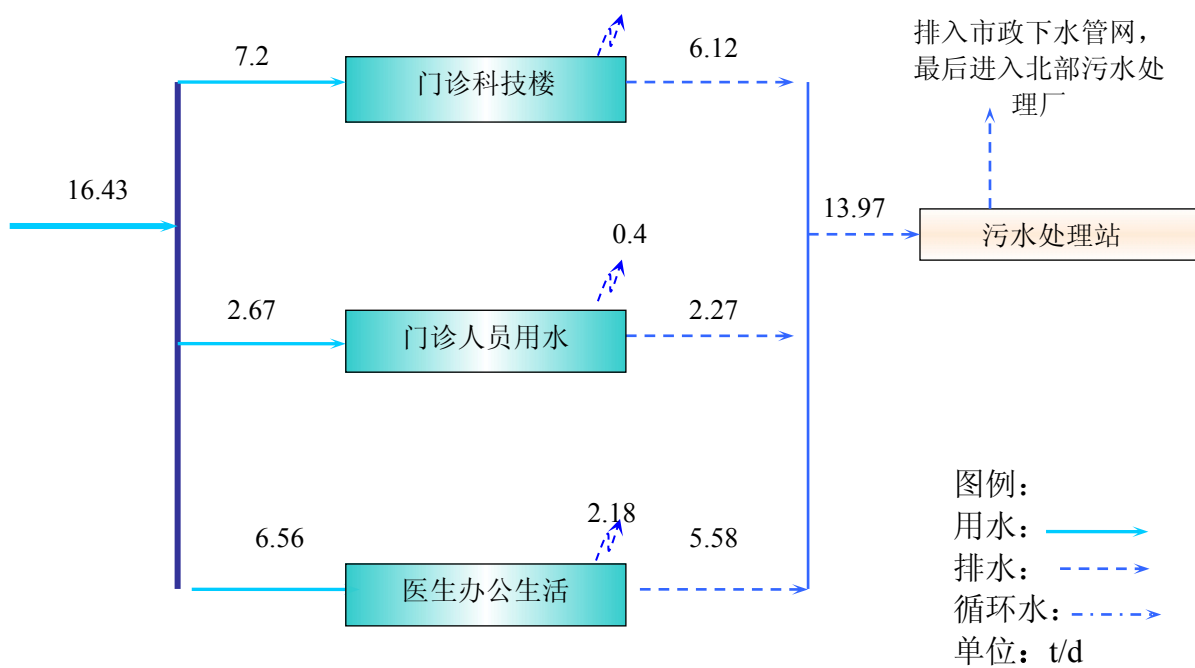 7.2
门诊科技楼
6.12
排入市政下水管网，
最后进入北部污水处
理厂
16.43
13.97
污水处理站
0.4
2.67
门诊人员用水
2.27
2.18
6.56
医生办公生活
5.58
图例：
用水：
排水：
循环水：
单位：t/d